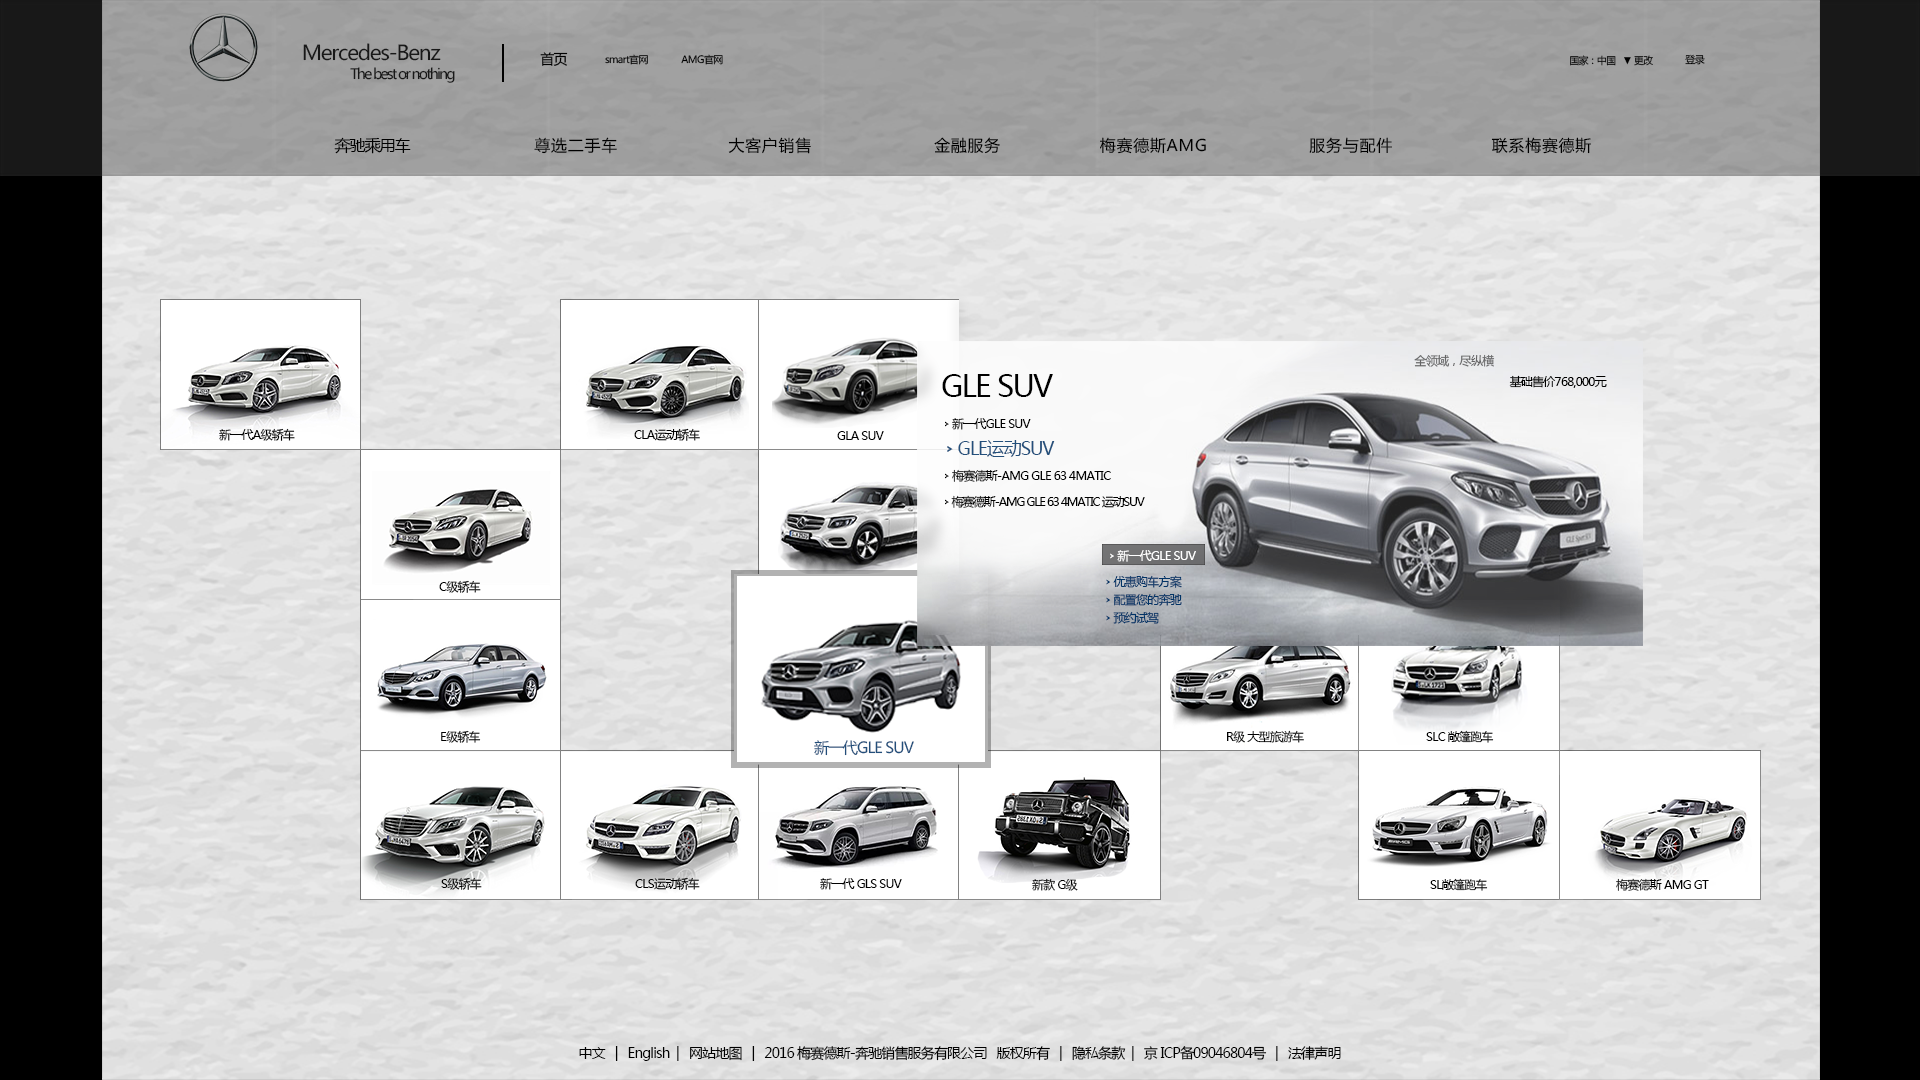 Mercedes-Benz
The best or nothing
首页 smart官网 AMG官网
国家 : 中国 ▼更改 登录
奔驰乘用车 尊选二手车 大客户销售 金融服务 梅赛德斯AMG 服务与配件 联系梅赛德斯
新一代A级轿车
CLA运动轿车
GLA SUV
GLE SUV
全领域，尽纵横
基础售价768,000元
› 新一代GLE SUV
› GLE运动SUV
› 梅赛德斯-AMG GLE 63 4MATIC
› 梅赛德斯-AMG GLE 63 4MATIC 运动SUV
› 新一代GLE SUV
› 优惠购车方案
› 配置您的奔驰
› 预约试驾
C级轿车
E级轿车
新一代GLE SUV
R级 大型旅游车
SLC 敞篷跑车
S级轿车
CLS运动轿车
新一代 GLS SUV
新款 G级
SL敞篷跑车
梅赛德斯 AMG GT
中文 | English | 网站地图 | 2016 梅赛德斯-奔驰销售服务有限公司 版权所有 | 隐私条款 | 京 ICP备09046804号 | 法律声明